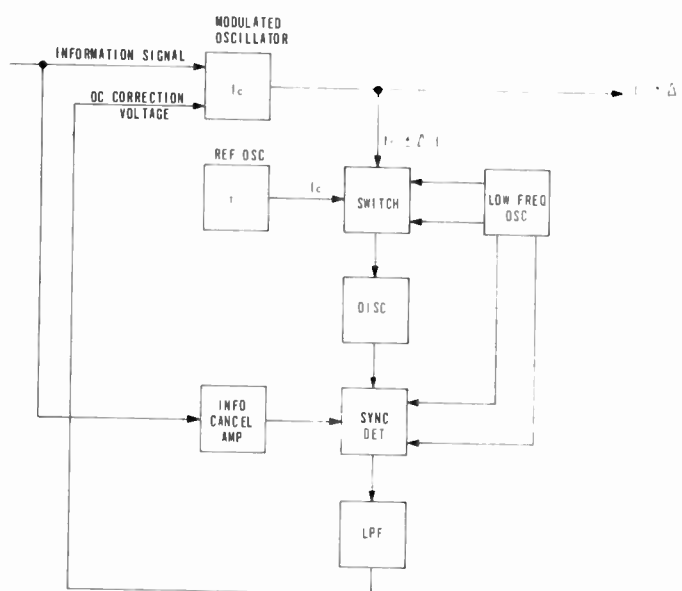 MODULATED
OSCILLATOR
INFORMATION SIGNAL
fc
DC CORRECTION
VOLTAGE
REF OSC
fc
SWITCH
LOW FREQ
OSC
DISC
INFO
CANCEL
AMP
SYNC
DET
LPF